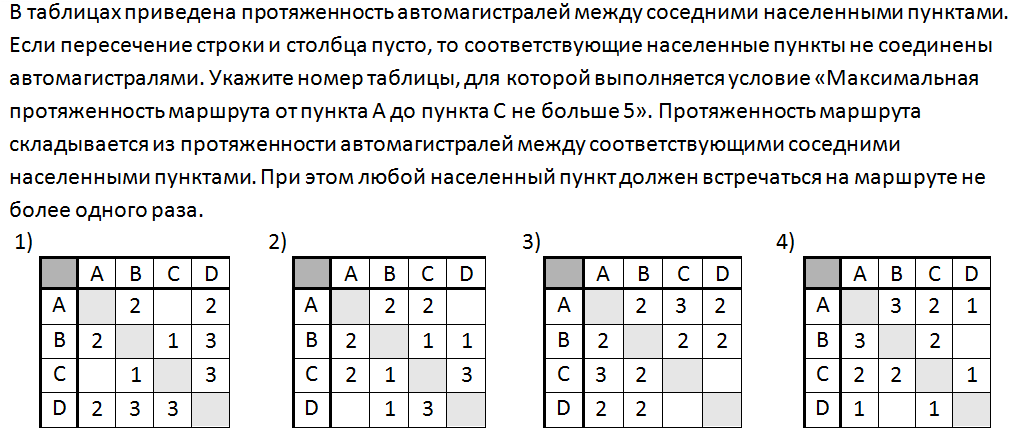 В таблицах приведена протяженность автомагистралей между соседними населенными пунктами.
Если пересечение строки и столбца пусто, то соответствующие населенные пункты не соединены
автомагистралями. Укажите номер таблицы, для которой выполняется условие «Максимальная
протяженность маршрута от пункта А до пункта С не больше 5». Протяженность маршрута
складывается из протяженности автомагистралей между соответствующими соседними
населенными пунктами. При этом любой населенный пункт должен встречаться на маршруте не
более одного раза.
1) 2) 3) 4)
A B C D A B C D A B C D A B C D
A 2 2 A 2 2 A 2 3 2 A 3 2 1
B 2 1 3 B 2 1 1 B 2 2 2 B 3 2
C 1 3 C 2 1 3 C 3 2 C 2 2 1
D 2 3 3 D 1 3 D 2 2 D 1 1